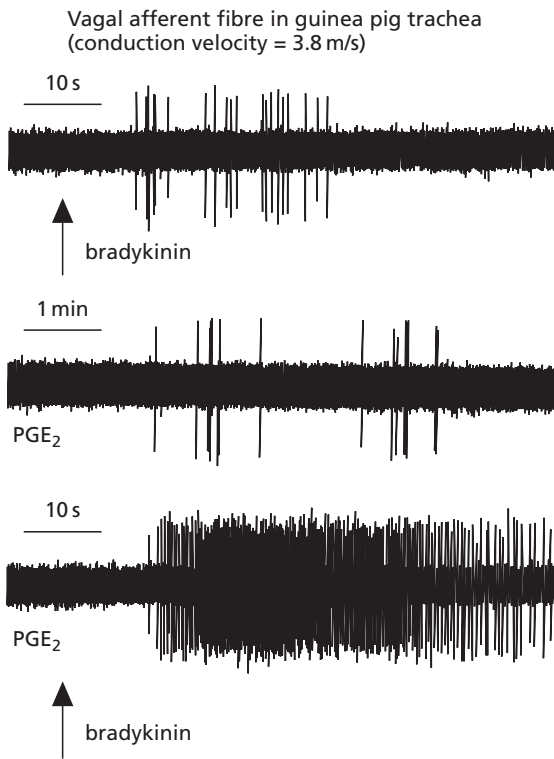 Vagal afferent fibre in guinea pig trachea
(conduction velocity = 3.8 m/s)
10 s
bradykinin
1 min
PGE₂
10 s
PGE₂
bradykinin